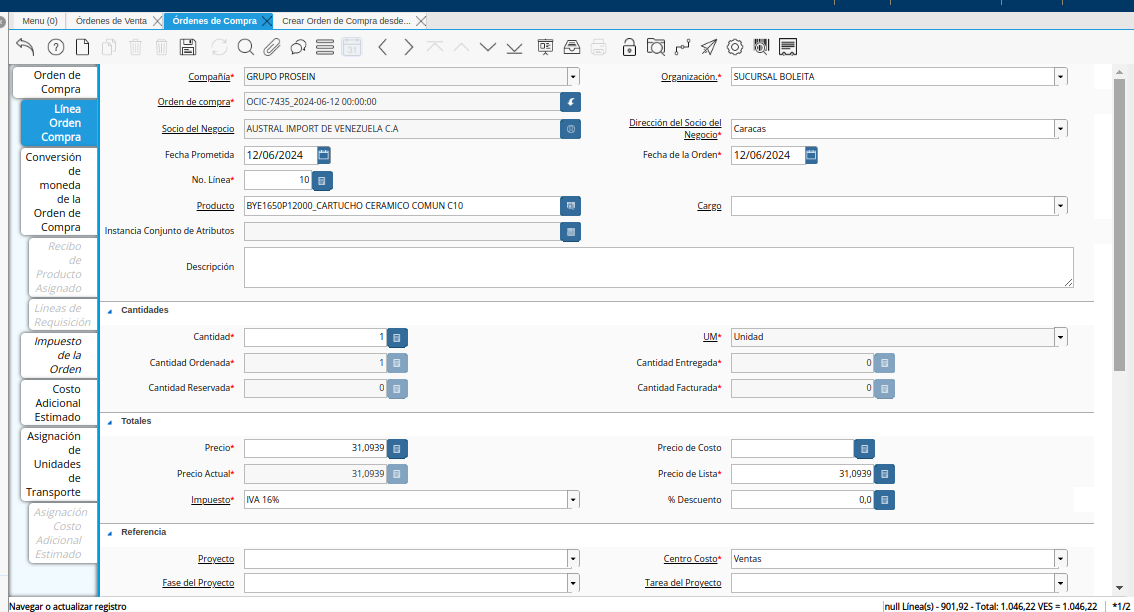 Menu (0) Órdenes de Venta Órdenes de Compra Crear Orden de Compra desde...
Orden de
Compra
Línea
Orden
Compra
Conversión
de
moneda
de la
Orden de
Compra
Recibo
de
Producto
Asignado
Líneas de
Requisición
Impuesto
de la
Orden
Costo
Adicional
Estimado
Asignación
de
Unidades
de
Transporte
Asignación
Costo
Adicional
Estimado
Compañía* GRUPO PROSEIN Organización.* SUCURSAL BOLEITA
Orden de compra* OCIC-7435_2024-06-12 00:00:00
Socio del Negocio AUSTRAL IMPORT DE VENEZUELA C.A Dirección del Socio del
Negocio* Caracas
Fecha Prometida 12/06/2024 Fecha de la Orden* 12/06/2024
No. Línea* 10
Producto BYE1650P12000_CARTUCHO CERAMICO COMUN C10 Cargo
Instancia Conjunto de Atributos
Descripción
Cantidades
Cantidad* 1 UM* Unidad
Cantidad Ordenada* 1 Cantidad Entregada* 0
Cantidad Reservada* 0 Cantidad Facturada* 0
Totales
Precio* 31,0939 Precio de Costo
Precio Actual* 31,0939 Precio de Lista* 31,0939
Impuesto* IVA 16% % Descuento 0,0
Referencia
Proyecto Centro Costo* Ventas
Fase del Proyecto Tarea del Proyecto
Navegar o actualizar registro null Línea(s) - 901,92 - Total: 1.046,22 VES = 1.046,22 *1/2